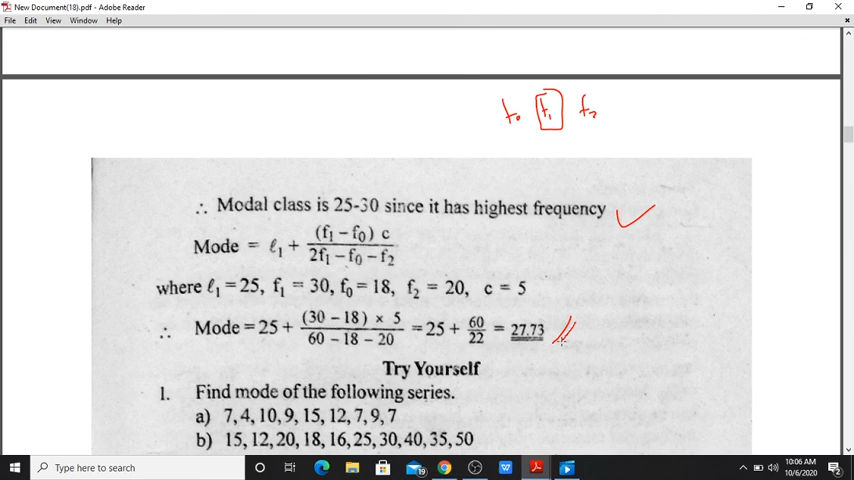 New Document(18).pdf - Adobe Reader
File Edit View Window Help
f₀ f₁ f₂
∴ Modal class is 25-30 since it has highest frequency
Mode = ℓ₁ + (f₁ – f₀) c / 2f₁ – f₀ – f₂
where ℓ₁ = 25, f₁ = 30, f₀ = 18, f₂ = 20, c = 5
∴ Mode = 25 + (30 – 18) × 5 / 60 – 18 – 20 = 25 + 60 / 22 = 27.73
Try Yourself
1. Find mode of the following series.
a) 7, 4, 10, 9, 15, 12, 7, 9, 7
b) 15, 12, 20, 18, 16, 25, 30, 40, 35, 50
Type here to search
19
10:06 AM
10/6/2020
2